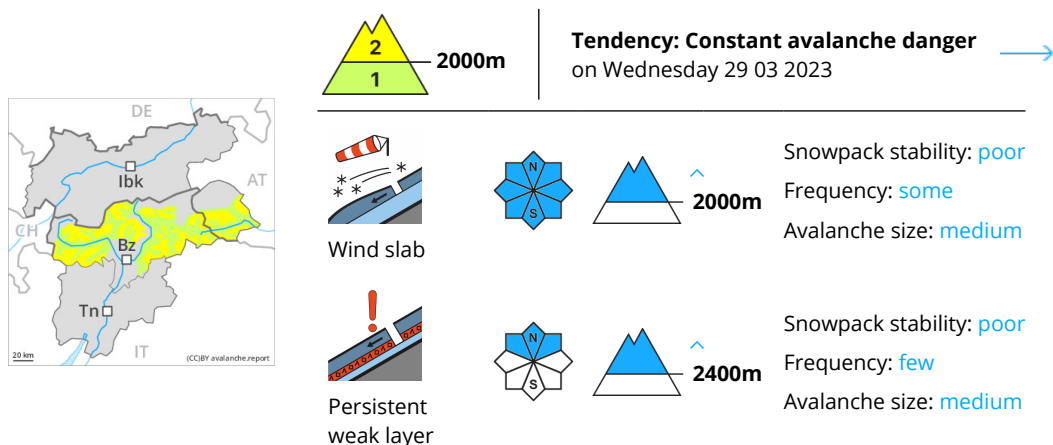 2
1
2000m
Tendency: Constant avalanche danger
on Wednesday 29 03 2023
DE
Ibk
AT
CH
Bz
Tn
IT
20 km
(CC)BY avalanche.report
Wind slab
N
S
2000m
Snowpack stability: poor
Frequency: some
Avalanche size: medium
Persistent
weak layer
N
S
2400m
Snowpack stability: poor
Frequency: few
Avalanche size: medium